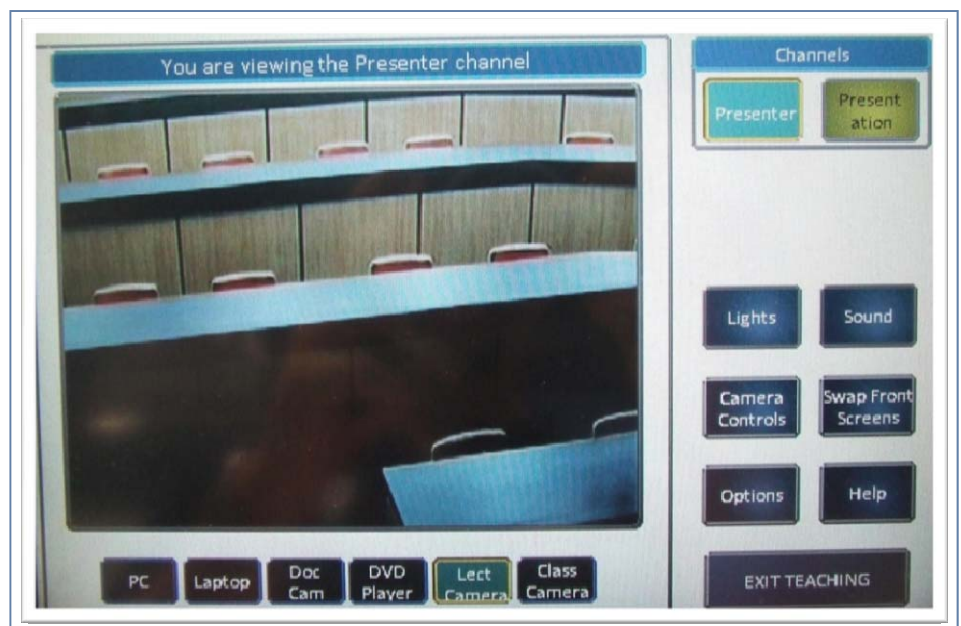 You are viewing the Presenter channel
Channels
Presenter
Present
ation
Lights
Sound
Camera
Controls
Swap Front
Screens
Options
Help
PC
Laptop
Doc
Cam
DVD
Player
Lect
Camera
Class
Camera
EXIT TEACHING